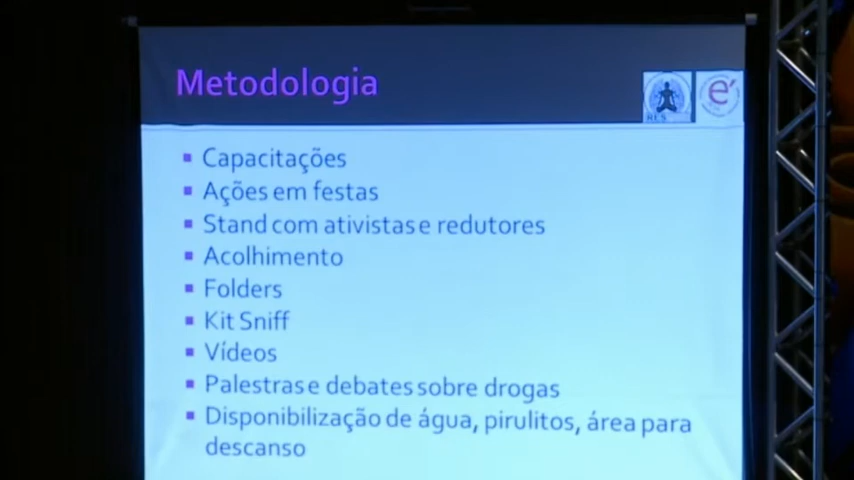 Metodologia
RES
é
Capacitações
Ações em festas
Stand com ativistas e redutores
Acolhimento
Folders
Kit Sniff
Vídeos
Palestras e debates sobre drogas
Disponibilização de água, pirulitos, área para
descanso